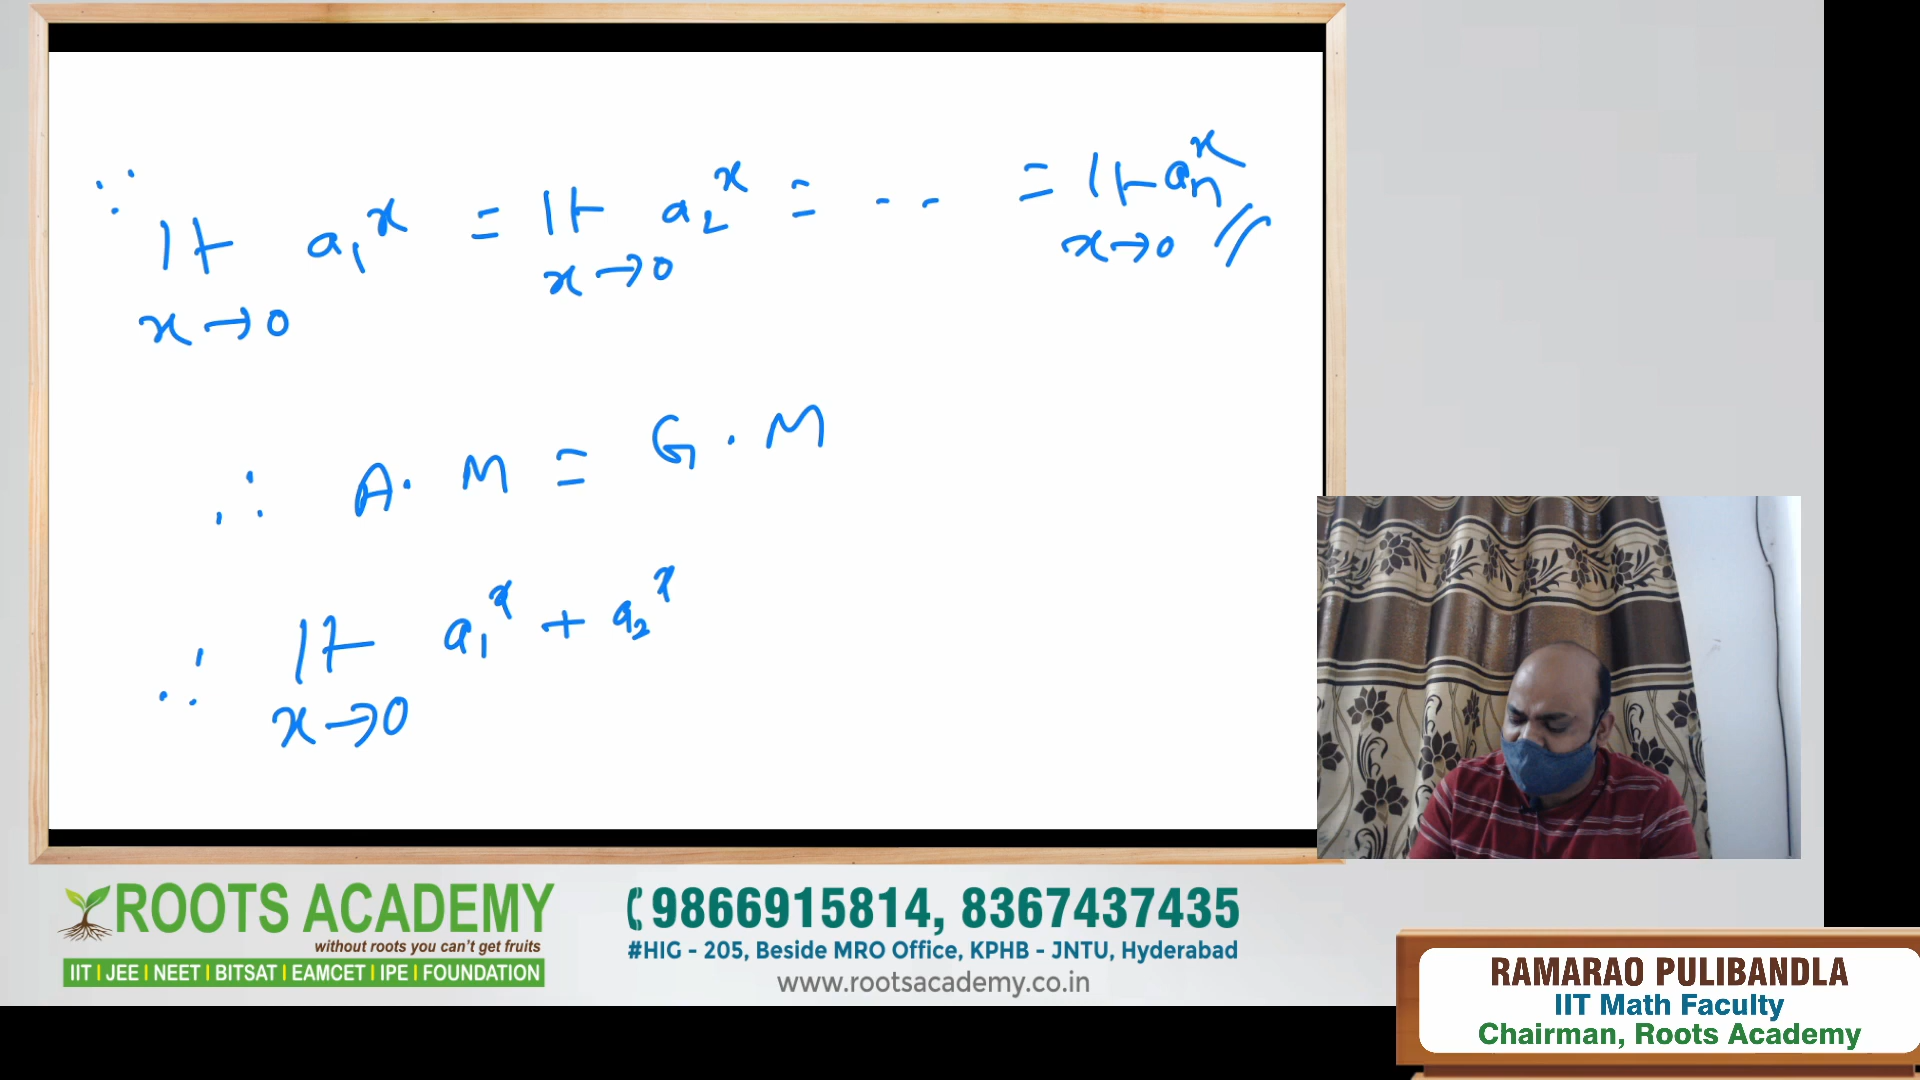 ∵ lt a₁ˣ = lt a₂ˣ = .. = lt aₙˣ //
x→0 x→0 x→0
∴ A. M = G. M
∴ lt a₁ˣ + a₂ˣ
x→0
ROOTS ACADEMY
without roots you can't get fruits
IIT | JEE | NEET | BITSAT | EAMCET | IPE | FOUNDATION
9866915814, 8367437435
#HIG - 205, Beside MRO Office, KPHB - JNTU, Hyderabad
www.rootsacademy.co.in
RAMARAO PULIBANDLA
IIT Math Faculty
Chairman, Roots Academy